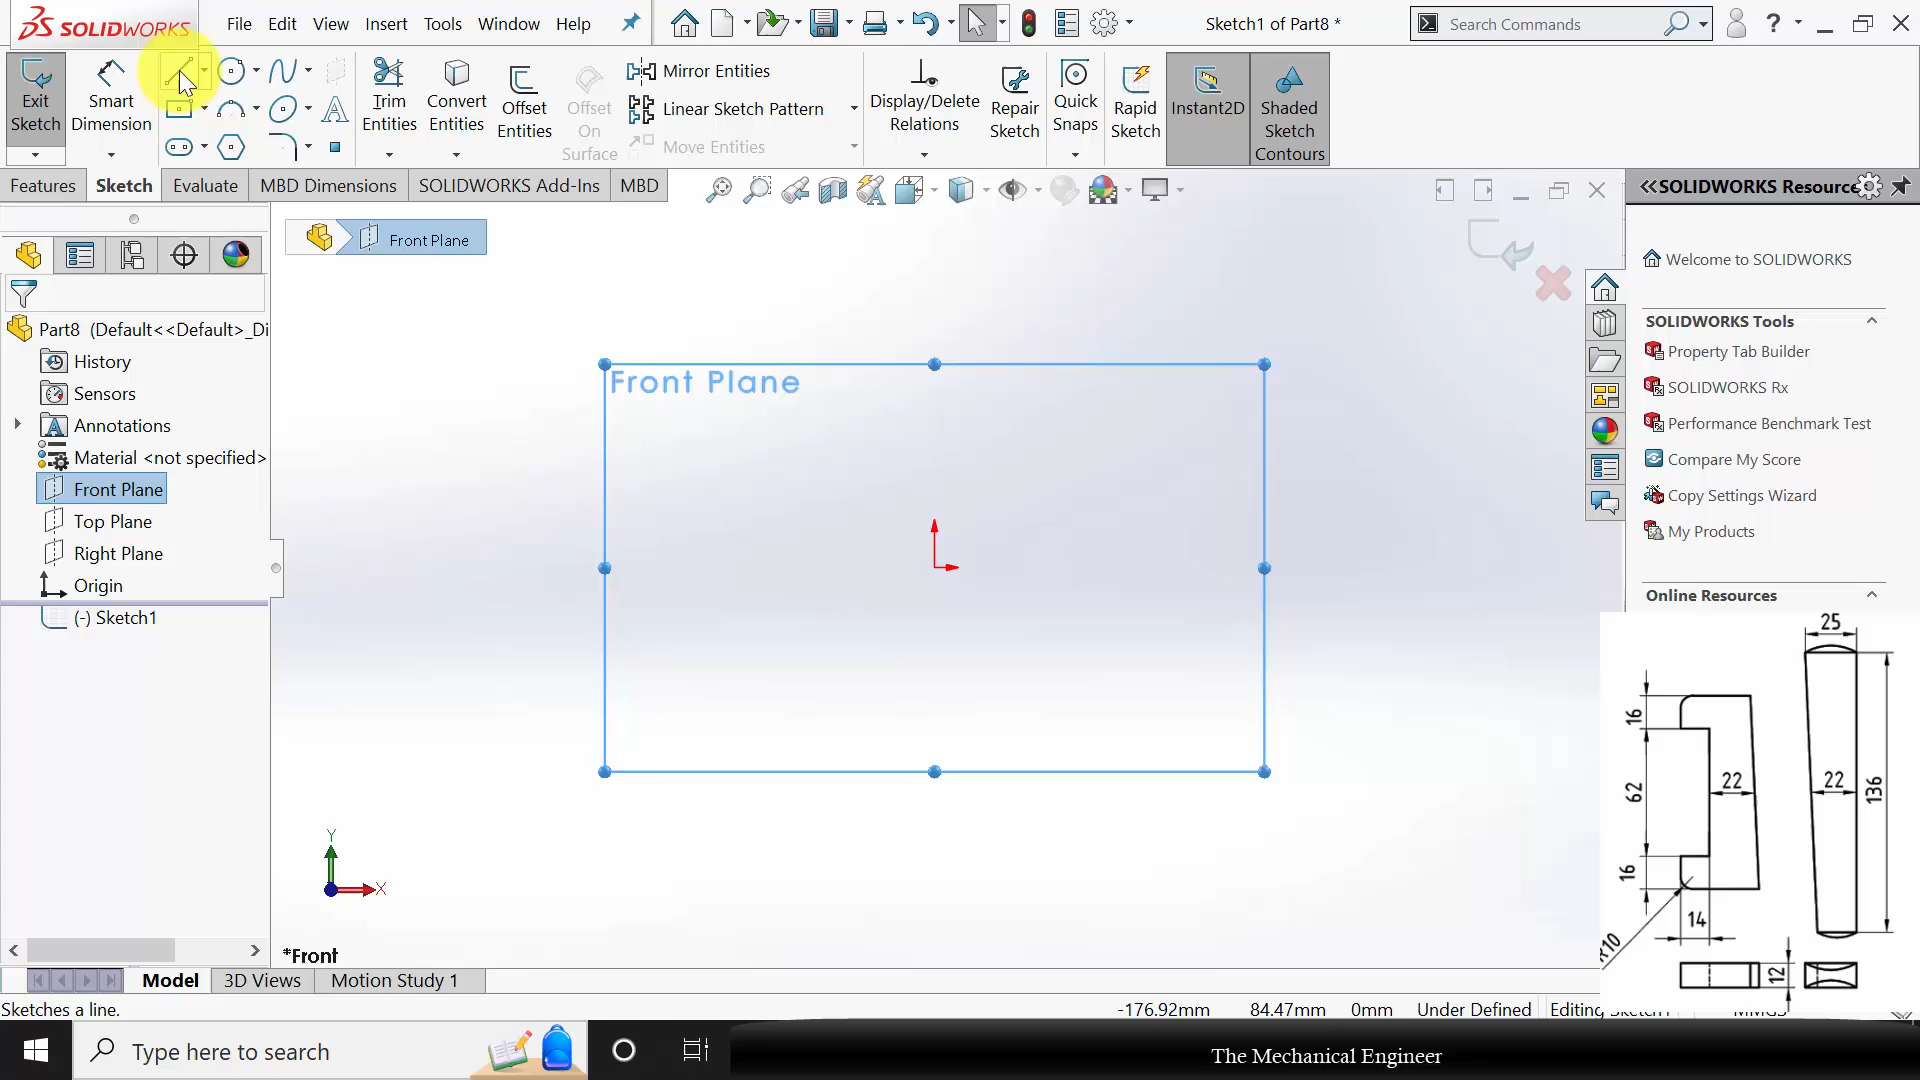 SOLIDWORKS
File
Edit
View
Insert
Tools
Window
Help
Sketch1 of Part8 *
Search Commands
Exit Sketch
Smart Dimension
Trim Entities
Convert Entities
Offset Entities
Offset On Surface
Mirror Entities
Linear Sketch Pattern
Move Entities
Display/Delete Relations
Repair Sketch
Quick Snaps
Rapid Sketch
Instant2D
Shaded Sketch Contours
Features
Sketch
Evaluate
MBD Dimensions
SOLIDWORKS Add-Ins
MBD
SOLIDWORKS Resource
Front Plane
Welcome to SOLIDWORKS
SOLIDWORKS Tools
Property Tab Builder
SOLIDWORKS Rx
Performance Benchmark Test
Compare My Score
Copy Settings Wizard
My Products
Online Resources
Part8 (Default<<Default>_Di
History
Sensors
Annotations
Material <not specified>
Front Plane
Top Plane
Right Plane
Origin
(-) Sketch1
Front Plane
Y
X
*Front
25
16
62
22
22
136
16
14
R10
12
Model
3D Views
Motion Study 1
Sketches a line.
-176.92mm
84.47mm
0mm
Under Defined
Editing Sketch1
MMGS
Type here to search
The Mechanical Engineer